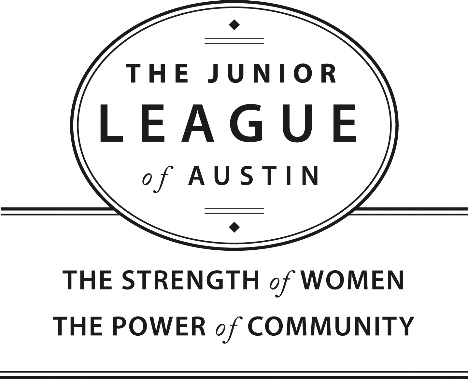 THE JUNIOR
LEAGUE
of AUSTIN
THE STRENGTH of WOMEN
THE POWER of COMMUNITY